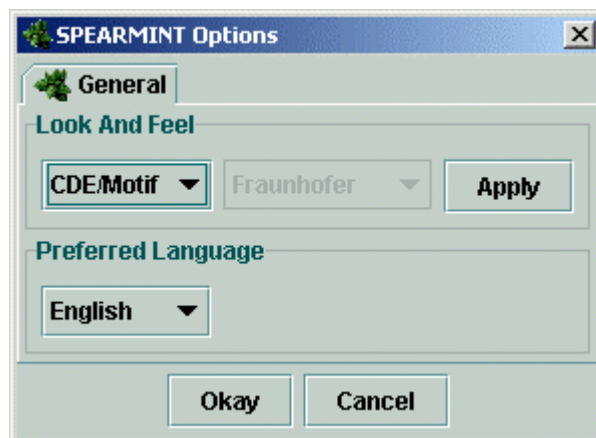 SPEARMINT Options
General
Look And Feel
CDE/Motif Fraunhofer Apply
Preferred Language
English
Okay Cancel